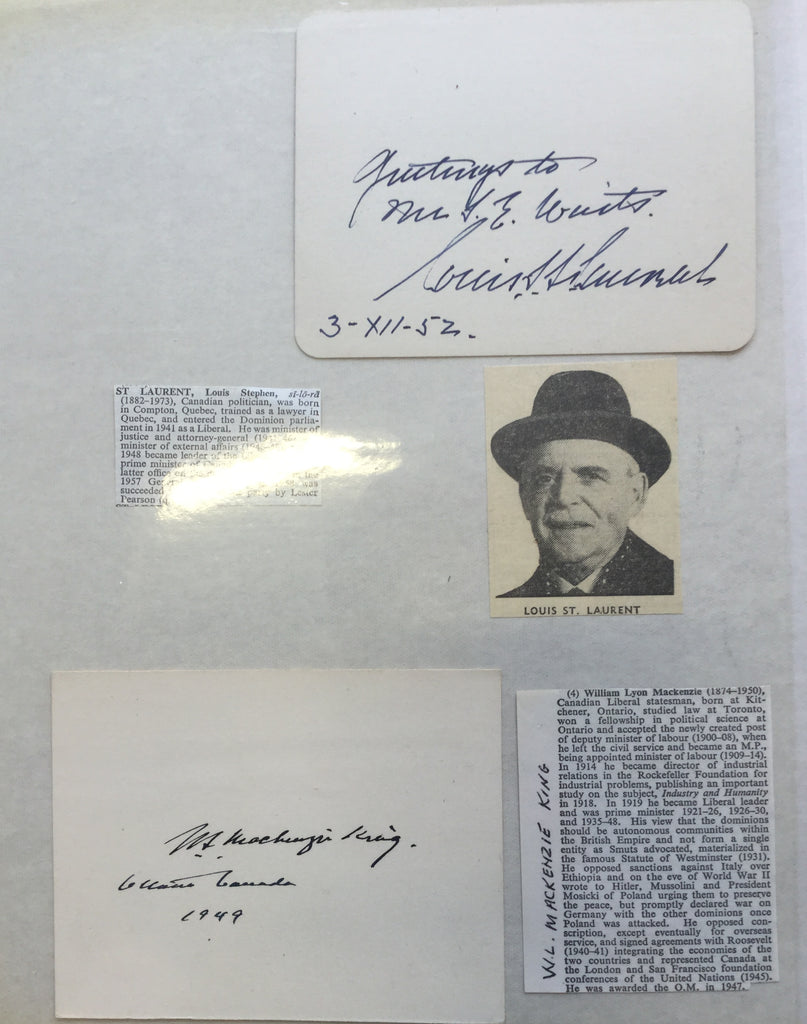 Greetings to
Mr S. E. Waits.
Louis S. St Laurent
3-XII-52.
ST LAURENT, Louis Stephen, sĩ-lō-rã
(1882–1973), Canadian politician, was born
in Compton, Quebec, trained as a lawyer in
Quebec, and entered the Dominion parlia-
ment in 1941 as a Liberal. He was minister of
justice and attorney-general
minister of external affairs
1948 became leader of the
prime minister of
latter office on
1957 was
succeeded by Lester
Pearson
LOUIS ST. LAURENT
W L Mackenzie King.
Ottawa Canada
1949
W.L. MACKENZIE KING
(4) William Lyon Mackenzie (1874–1950),
Canadian Liberal statesman, born at Kit-
chener, Ontario, studied law at Toronto,
won a fellowship in political science at
Ontario and accepted the newly created post
of deputy minister of labour (1900–08), when
he left the civil service and became an M.P.,
being appointed minister of labour (1909–14).
In 1914 he became director of industrial
relations in the Rockefeller Foundation for
industrial problems, publishing an important
study on the subject, Industry and Humanity
in 1918. In 1919 he became Liberal leader
and was prime minister 1921–26, 1926–30,
and 1935–48. His view that the dominions
should be autonomous communities within
the British Empire and not form a single
entity as Smuts advocated, materialized in
the famous Statute of Westminster (1931).
He opposed sanctions against Italy over
Ethiopia and on the eve of World War II
wrote to Hitler, Mussolini and President
Mosicki of Poland urging them to preserve
the peace, but promptly declared war on
Germany with the other dominions once
Poland was attacked. He opposed con-
scription, except eventually for overseas
service, and signed agreements with Roosevelt
(1940–41) integrating the economies of the
two countries and represented Canada at
the London and San Francisco foundation
conferences of the United Nations (1945).
He was awarded the O.M. in 1947.